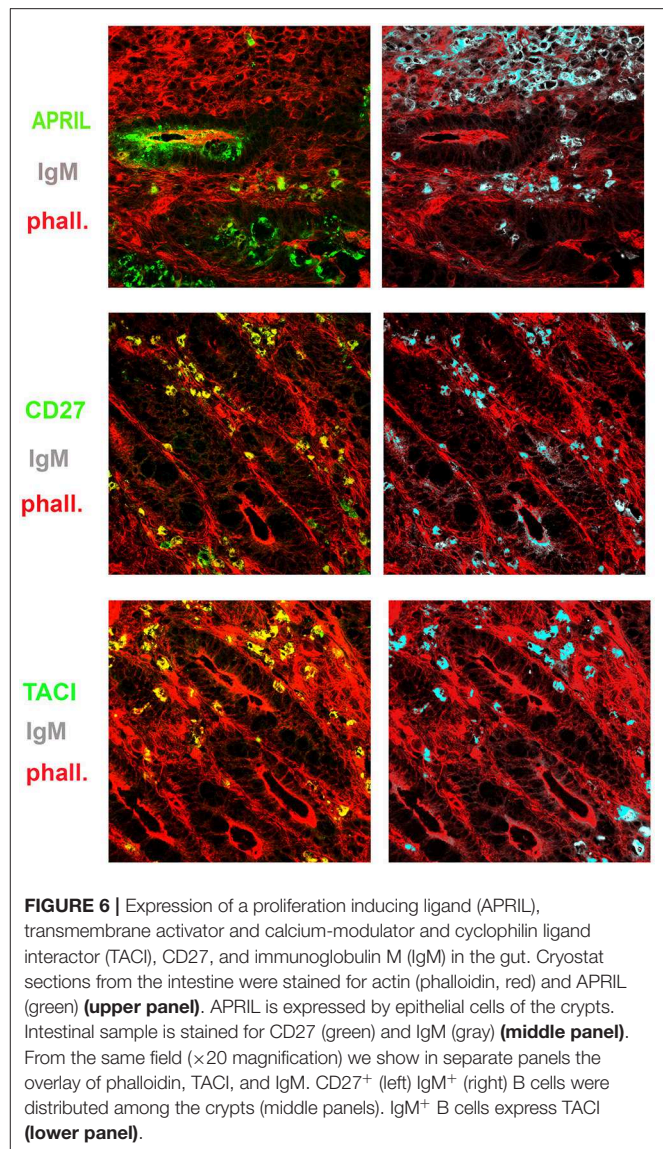 APRIL
IgM
phall.
CD27
IgM
phall.
TACI
IgM
phall.
FIGURE 6 | Expression of a proliferation inducing ligand (APRIL),
transmembrane activator and calcium-modulator and cyclophilin ligand
interactor (TACI), CD27, and immunoglobulin M (IgM) in the gut. Cryostat
sections from the intestine were stained for actin (phalloidin, red) and APRIL
(green) (upper panel). APRIL is expressed by epithelial cells of the crypts.
Intestinal sample is stained for CD27 (green) and IgM (gray) (middle panel).
From the same field (×20 magnification) we show in separate panels the
overlay of phalloidin, TACI, and IgM. CD27⁺ (left) IgM⁺ (right) B cells were
distributed among the crypts (middle panels). IgM⁺ B cells express TACI
(lower panel).